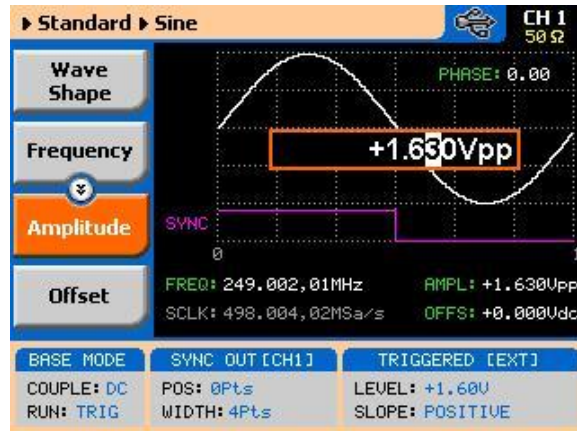 Standard Sine
CH 1
50 Ω
Wave
Shape
Frequency
Amplitude
Offset
PHASE: 0.00
+1.630Vpp
SYNC
0
1
FREQ: 249.002,01MHz
AMPL: +1.630Vpp
SCLK: 498.004,02MSa/s
OFFS: +0.000Vdc
BASE MODE
COUPLE: DC
RUN: TRIG
SYNC OUT [CH1]
POS: 0Pts
WIDTH: 4Pts
TRIGGERED [EXT]
LEVEL: +1.60V
SLOPE: POSITIVE